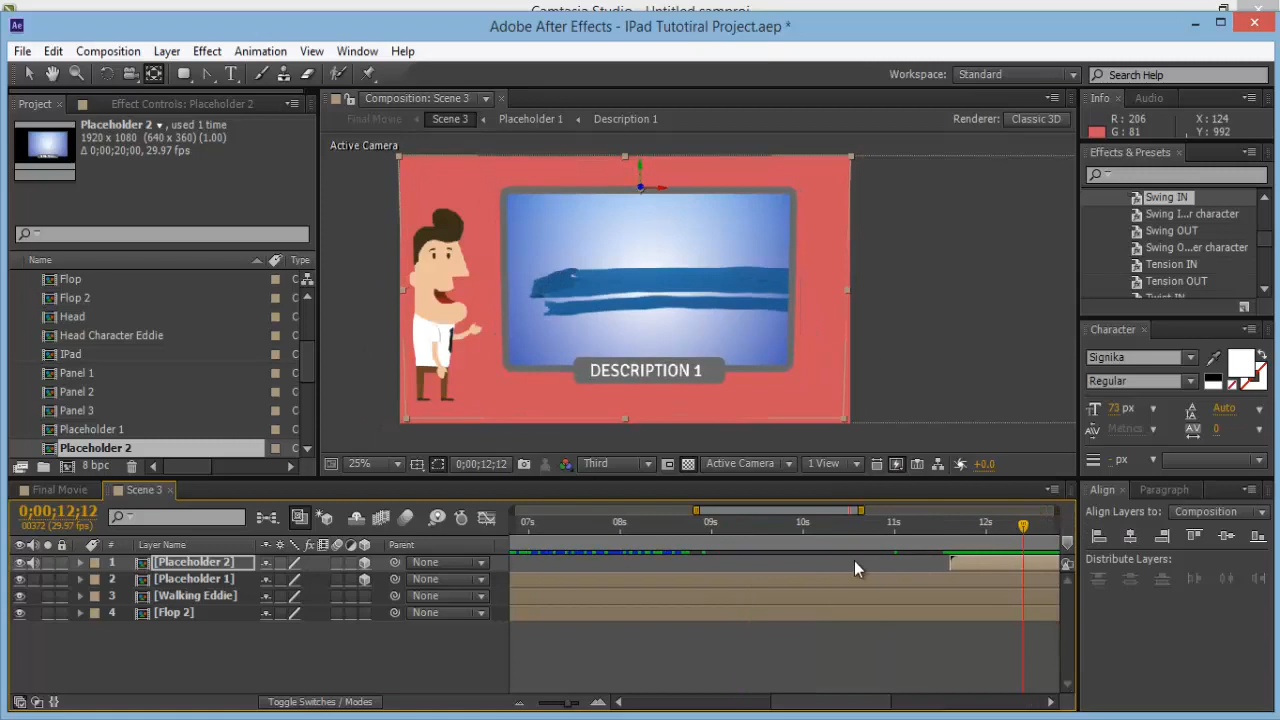 Camtasia Studio - Untitled.camproj
Adobe After Effects - IPad Tutotiral Project.aep *
File Edit Composition Layer Effect Animation View Window Help
Workspace: Standard Search Help
Project Effect Controls: Placeholder 2
Composition: Scene 3
Info Audio
Placeholder 2 , used 1 time
1920 x 1080 (640 x 360) (1.00)
Δ 0;00;20;00, 29.97 fps
Final Movie Scene 3 Placeholder 1 Description 1
Renderer: Classic 3D
R : 206 X : 124
G : 81 Y : 992
Active Camera
Effects & Presets
Swing IN
Swing I...r character
Swing OUT
Swing O...er character
Tension IN
Tension OUT
Twist IN
Name Type
Flop C
Flop 2 C
Head C
Head Character Eddie C
IPad C
Panel 1 C
Panel 2 C
Panel 3 C
Placeholder 1 C
Placeholder 2 C
8 bpc
DESCRIPTION 1
Character
Signika
Regular
73 px Auto
Metrics 0
- px
25% 0;00;12;12 Third Active Camera 1 View +0.0
Final Movie Scene 3
Align Paragraph
Align Layers to: Composition
Distribute Layers:
0;00;12;12
00372 (29.97 fps)
07s 08s 09s 10s 11s 12s
# Layer Name Parent
1 [Placeholder 2] None
2 [Placeholder 1] None
3 [Walking Eddie] None
4 [Flop 2] None
Toggle Switches / Modes